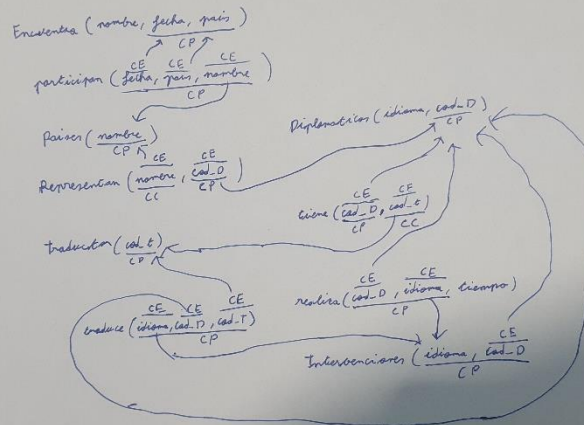 Encuentra (nombre, fecha, pais)
CP
CE CE CE
participan (fecha, pais, nombre)
CP
Paises (nombre)
CP
CE CE
Representan (nombre, cod_D)
CC CP
Diplomaticos (idioma, cod_D)
CP
CE CE
tiene (cod_D, cod_t)
CP CC
traductor (cod_t)
CP
CE CE CE
traduce (idioma, cod_D, cod_T)
CP
CE CE
realiza (cod_D, idioma, tiempo)
CP
CE
Intervenciones (idioma, cod_D)
CP